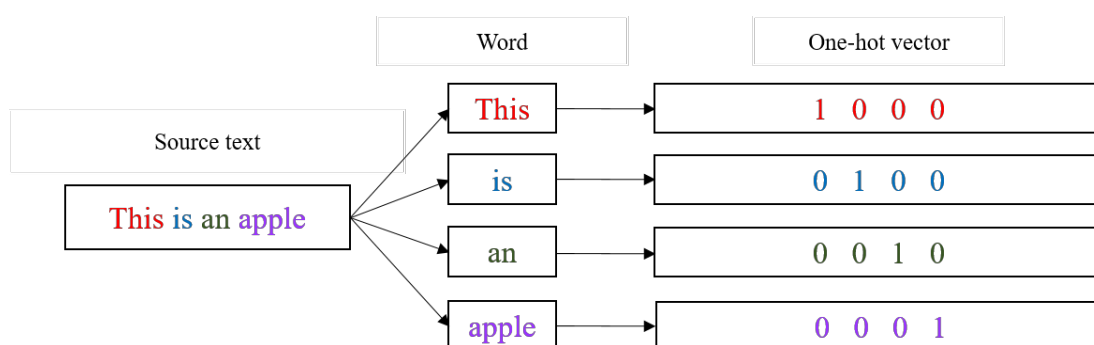 Word
One-hot vector
Source text
This is an apple
This
1 0 0 0
is
0 1 0 0
an
0 0 1 0
apple
0 0 0 1